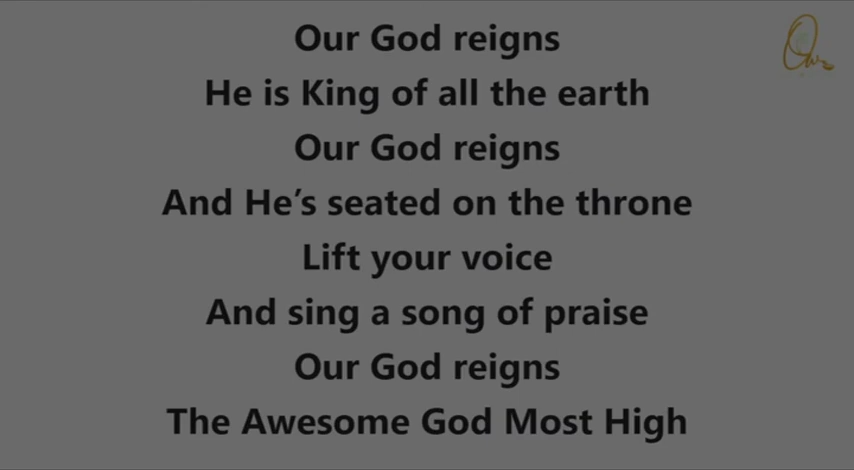 Our God reigns
He is King of all the earth
Our God reigns
And He’s seated on the throne
Lift your voice
And sing a song of praise
Our God reigns
The Awesome God Most High